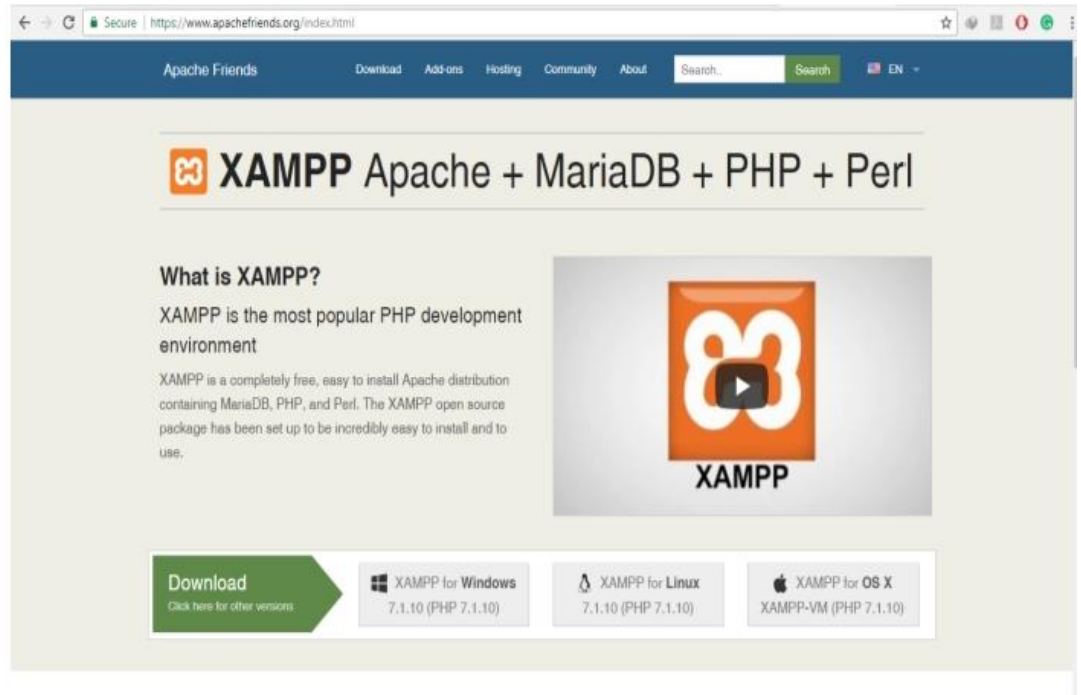 Secure | https://www.apachefriends.org/index.html
Apache Friends Download Add-ons Hosting Community About Search.. Search EN
XAMPP Apache + MariaDB + PHP + Perl
What is XAMPP?
XAMPP is the most popular PHP development
environment
XAMPP is a completely free, easy to install Apache distribution
containing MariaDB, PHP, and Perl. The XAMPP open source
package has been set up to be incredibly easy to install and to
use.
XAMPP
Download
Click here for other versions
XAMPP for Windows
7.1.10 (PHP 7.1.10)
XAMPP for Linux
7.1.10 (PHP 7.1.10)
XAMPP for OS X
XAMPP-VM (PHP 7.1.10)